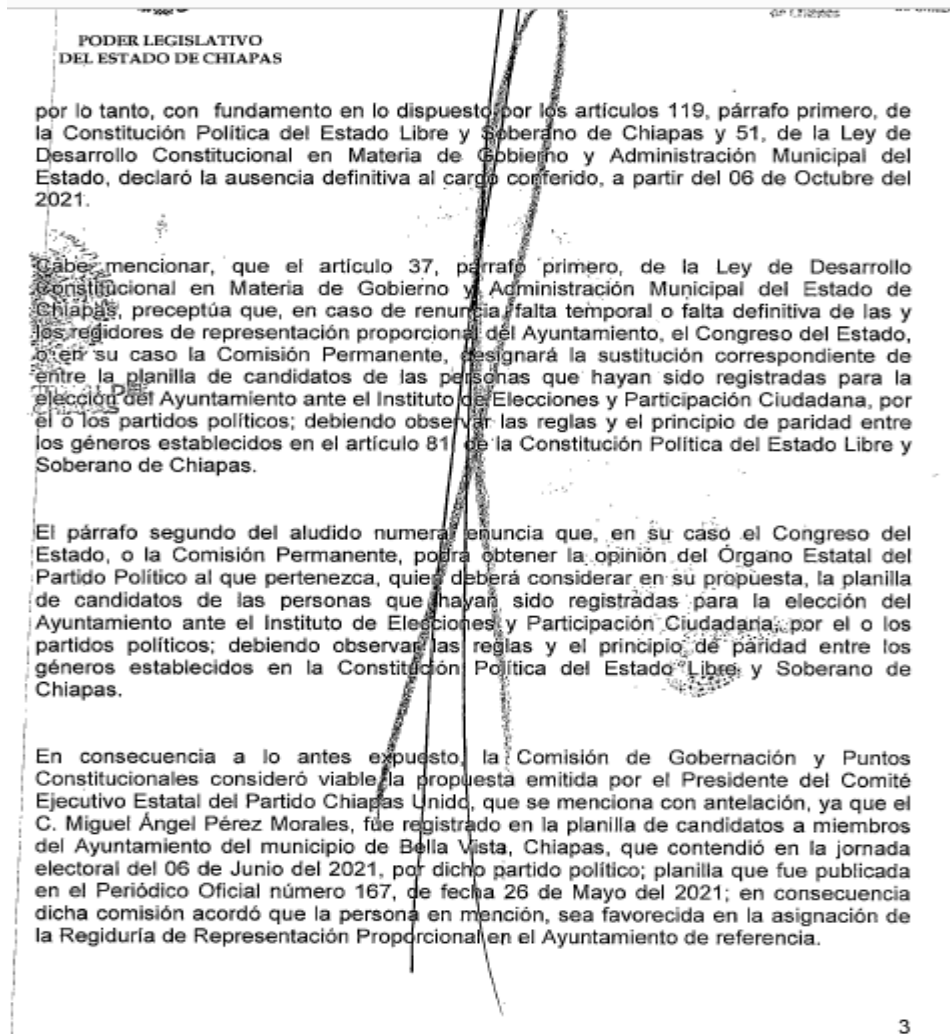 PODER LEGISLATIVO
DEL ESTADO DE CHIAPAS
por lo tanto, con fundamento en lo dispuesto por los artículos 119, párrafo primero, de
la Constitución Política del Estado Libre y Soberano de Chiapas y 51, de la Ley de
Desarrollo Constitucional en Materia de Gobierno y Administración Municipal del
Estado, declaró la ausencia definitiva al cargo conferido, a partir del 06 de Octubre del
2021.
Cabe mencionar, que el artículo 37, párrafo primero, de la Ley de Desarrollo
Constitucional en Materia de Gobierno y Administración Municipal del Estado de
Chiapas, preceptúa que, en caso de renuncia, falta temporal o falta definitiva de las y
los regidores de representación proporcional del Ayuntamiento, el Congreso del Estado,
o en su caso la Comisión Permanente, designará la sustitución correspondiente de
entre la planilla de candidatos de las personas que hayan sido registradas para la
elección del Ayuntamiento ante el Instituto de Elecciones y Participación Ciudadana, por
el o los partidos políticos; debiendo observar las reglas y el principio de paridad entre
los géneros establecidos en el artículo 81, de la Constitución Política del Estado Libre y
Soberano de Chiapas.
El párrafo segundo del aludido numeral enuncia que, en su caso el Congreso del
Estado, o la Comisión Permanente, podrá obtener la opinión del Órgano Estatal del
Partido Político al que pertenezca, quien deberá considerar en su propuesta, la planilla
de candidatos de las personas que hayan sido registradas para la elección del
Ayuntamiento ante el Instituto de Elecciones y Participación Ciudadana, por el o los
partidos políticos; debiendo observar las reglas y el principio de paridad entre los
géneros establecidos en la Constitución Política del Estado Libre y Soberano de
Chiapas.
En consecuencia a lo antes expuesto, la Comisión de Gobernación y Puntos
Constitucionales consideró viable la propuesta emitida por el Presidente del Comité
Ejecutivo Estatal del Partido Chiapas Unido, que se menciona con antelación, ya que el
C. Miguel Ángel Pérez Morales, fue registrado en la planilla de candidatos a miembros
del Ayuntamiento del municipio de Bella Vista, Chiapas, que contendió en la jornada
electoral del 06 de Junio del 2021, por dicho partido político; planilla que fue publicada
en el Periódico Oficial número 167, de fecha 26 de Mayo del 2021; en consecuencia
dicha comisión acordó que la persona en mención, sea favorecida en la asignación de
la Regiduría de Representación Proporcional en el Ayuntamiento de referencia.
3